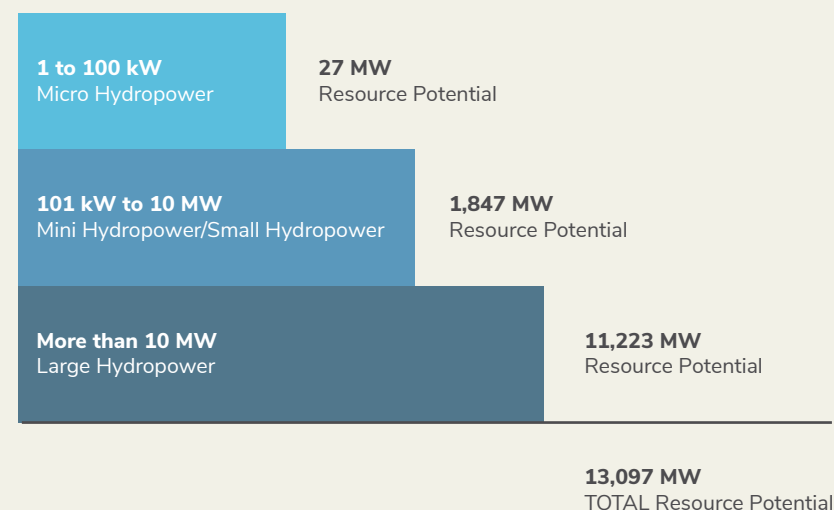 1 to 100 kW
Micro Hydropower
27 MW
Resource Potential
101 kW to 10 MW
Mini Hydropower/Small Hydropower
1,847 MW
Resource Potential
More than 10 MW
Large Hydropower
11,223 MW
Resource Potential
13,097 MW
TOTAL Resource Potential